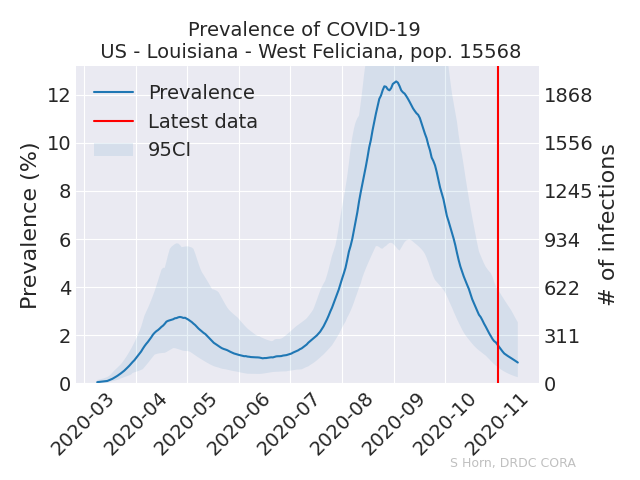 Prevalence of COVID-19
US - Louisiana - West Feliciana, pop. 15568
Prevalence
Latest data
95CI
Prevalence (%)
12
10
8
6
4
2
0
1868
1556
1245
934
622
311
0
# of infections
2020-03
2020-04
2020-05
2020-06
2020-07
2020-08
2020-09
2020-10
2020-11
S Horn, DRDC CORA